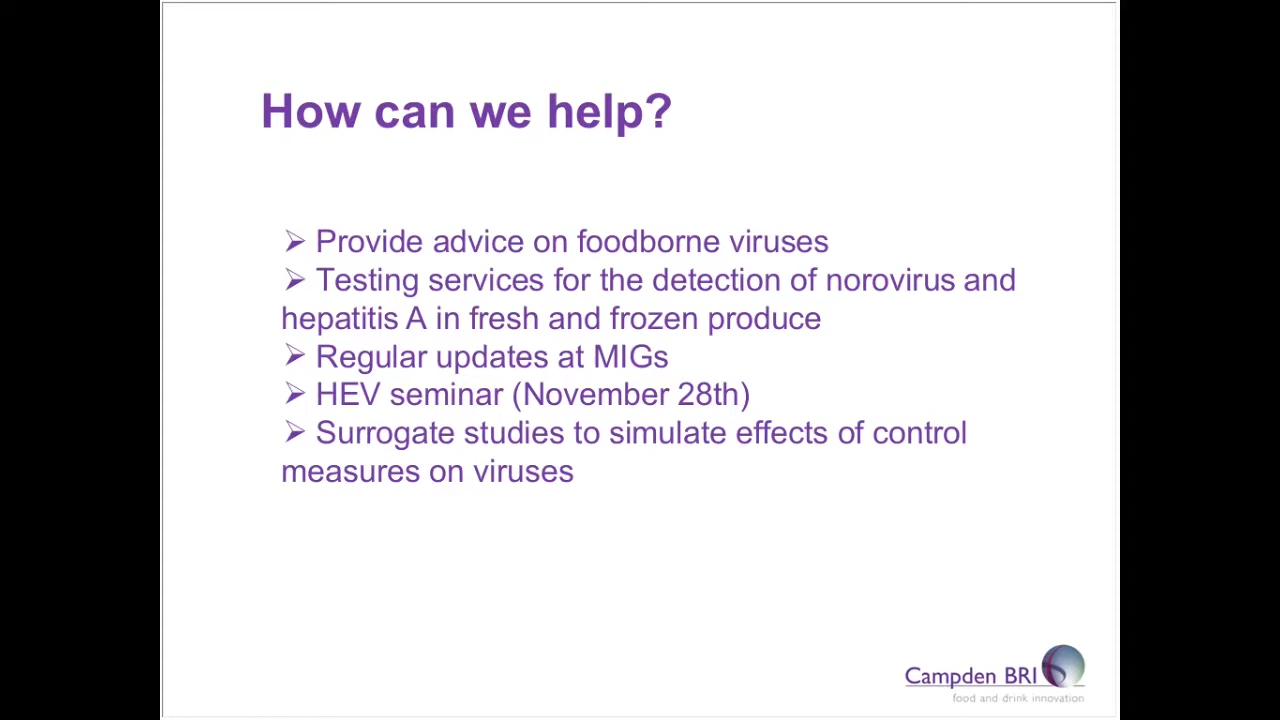 How can we help?
➢ Provide advice on foodborne viruses
➢ Testing services for the detection of norovirus and
hepatitis A in fresh and frozen produce
➢ Regular updates at MIGs
➢ HEV seminar (November 28th)
➢ Surrogate studies to simulate effects of control
measures on viruses
Campden BRI
food and drink innovation